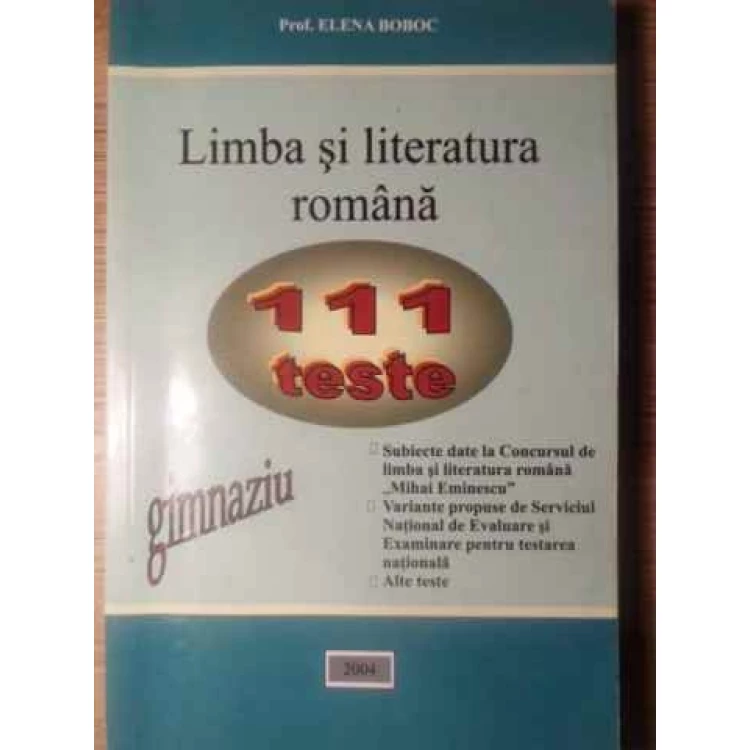 Prof. ELENA BOBOC
Limba şi literatura
română
111
teste
gimnaziu
Subiecte date la Concursul de
limba şi literatura română
„Mihai Eminescu”
Variante propuse de Serviciul
Naţional de Evaluare şi
Examinare pentru testarea
naţională
Alte teste
2004